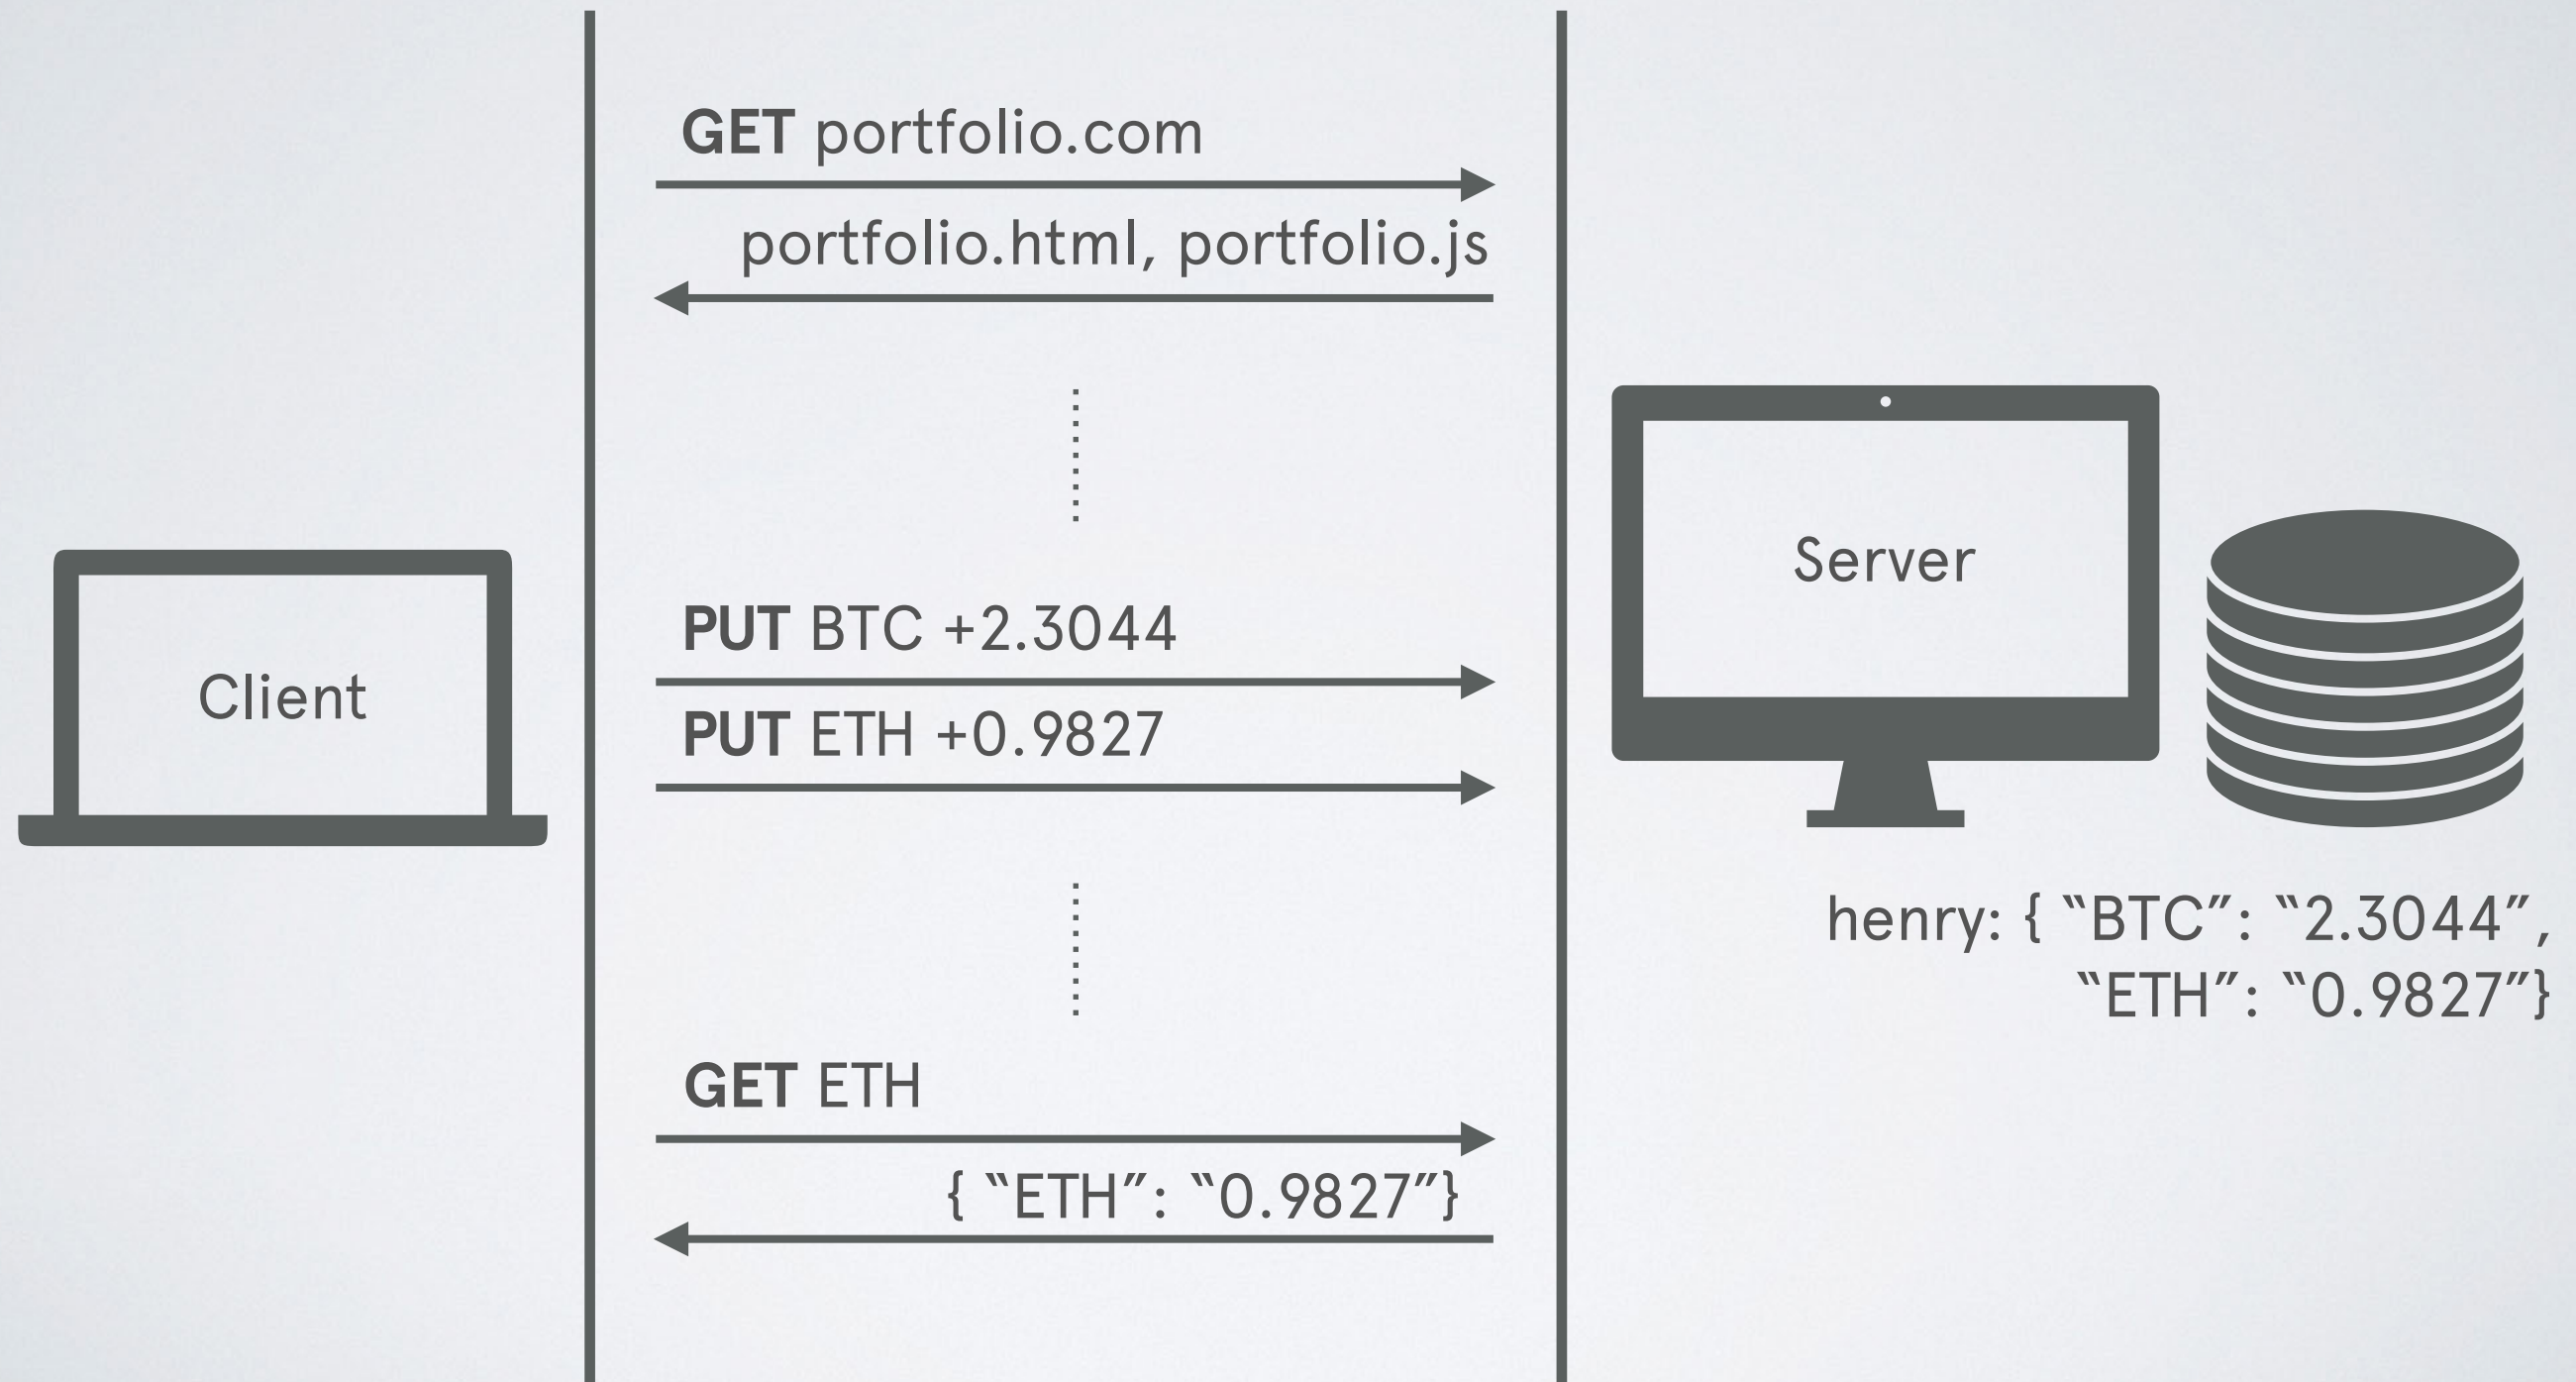 GET portfolio.com
portfolio.html, portfolio.js
Client
PUT BTC +2.3044
PUT ETH +0.9827
GET ETH
{ “ETH”: “0.9827”}
Server
henry: { “BTC”: “2.3044”,
“ETH”: “0.9827”}